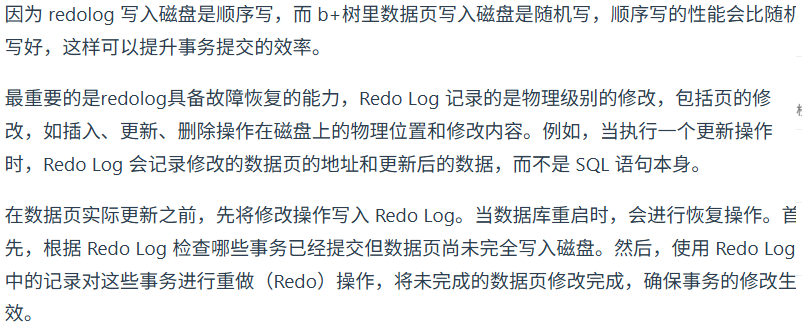 因为 redolog 写入磁盘是顺序写，而 b+树里数据页写入磁盘是随机写，顺序写的性能会比随机
写好，这样可以提升事务提交的效率。
最重要的是redolog具备故障恢复的能力，Redo Log 记录的是物理级别的修改，包括页的修
改，如插入、更新、删除操作在磁盘上的物理位置和修改内容。例如，当执行一个更新操作
时，Redo Log 会记录修改的数据页的地址和更新后的数据，而不是 SQL 语句本身。
在数据页实际更新之前，先将修改操作写入 Redo Log。当数据库重启时，会进行恢复操作。首
先，根据 Redo Log 检查哪些事务已经提交但数据页尚未完全写入磁盘。然后，使用 Redo Log
中的记录对这些事务进行重做（Redo）操作，将未完成的数据页修改完成，确保事务的修改生
效。